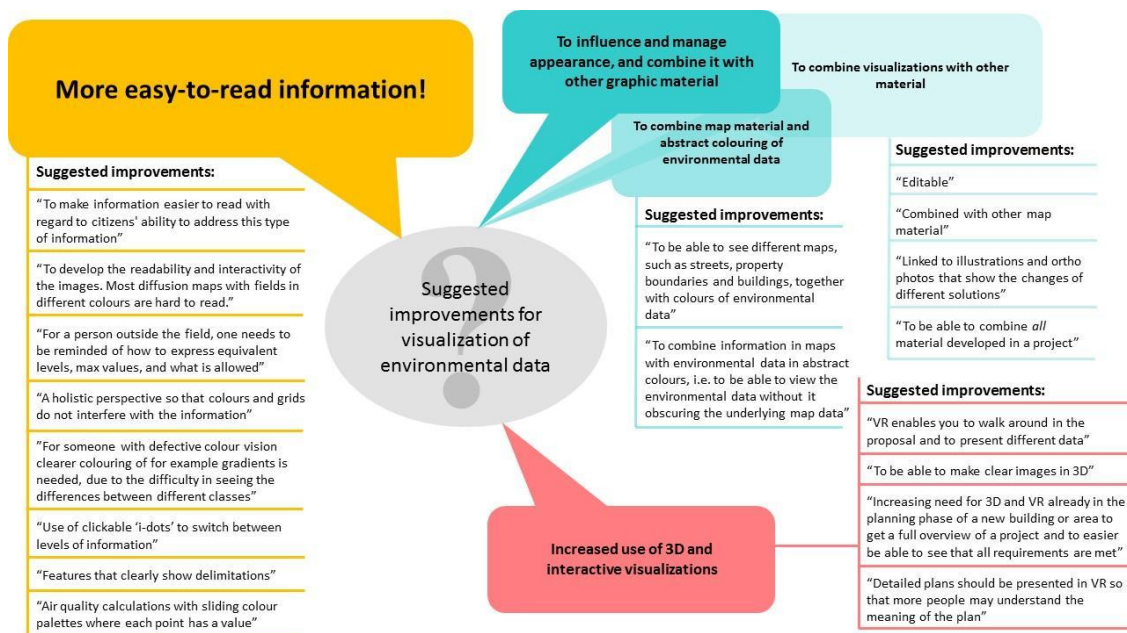 More easy-to-read information!
Suggested improvements:
“To make information easier to read with
regard to citizens' ability to address this type
of information”
“To develop the readability and interactivity of
the images. Most diffusion maps with fields in
different colours are hard to read.”
“For a person outside the field, one needs to
be reminded of how to express equivalent
levels, max values, and what is allowed”
“A holistic perspective so that colours and grids
do not interfere with the information”
”For someone with defective colour vision
clearer colouring of for example gradients is
needed, due to the difficulty in seeing the
differences between different classes”
“Use of clickable ‘i-dots’ to switch between
levels of information”
“Features that clearly show delimitations”
“Air quality calculations with sliding colour
palettes where each point has a value”
?
Suggested
improvements for
visualization of
environmental data
To influence and manage
appearance, and combine it with
other graphic material
To combine map material and
abstract colouring of
environmental data
Suggested improvements:
“To be able to see different maps,
such as streets, property
boundaries and buildings, together
with colours of environmental
data”
“To combine information in maps
with environmental data in abstract
colours, i.e. to be able to view the
environmental data without it
obscuring the underlying map data”
To combine visualizations with other
material
Suggested improvements:
“Editable”
“Combined with other map
material”
“Linked to illustrations and ortho
photos that show the changes of
different solutions”
“To be able to combine all
material developed in a project”
Increased use of 3D and
interactive visualizations
Suggested improvements:
“VR enables you to walk around in the
proposal and to present different data”
“To be able to make clear images in 3D”
“Increasing need for 3D and VR already in the
planning phase of a new building or area to
get a full overview of a project and to easier
be able to see that all requirements are met”
“Detailed plans should be presented in VR so
that more people may understand the
meaning of the plan”